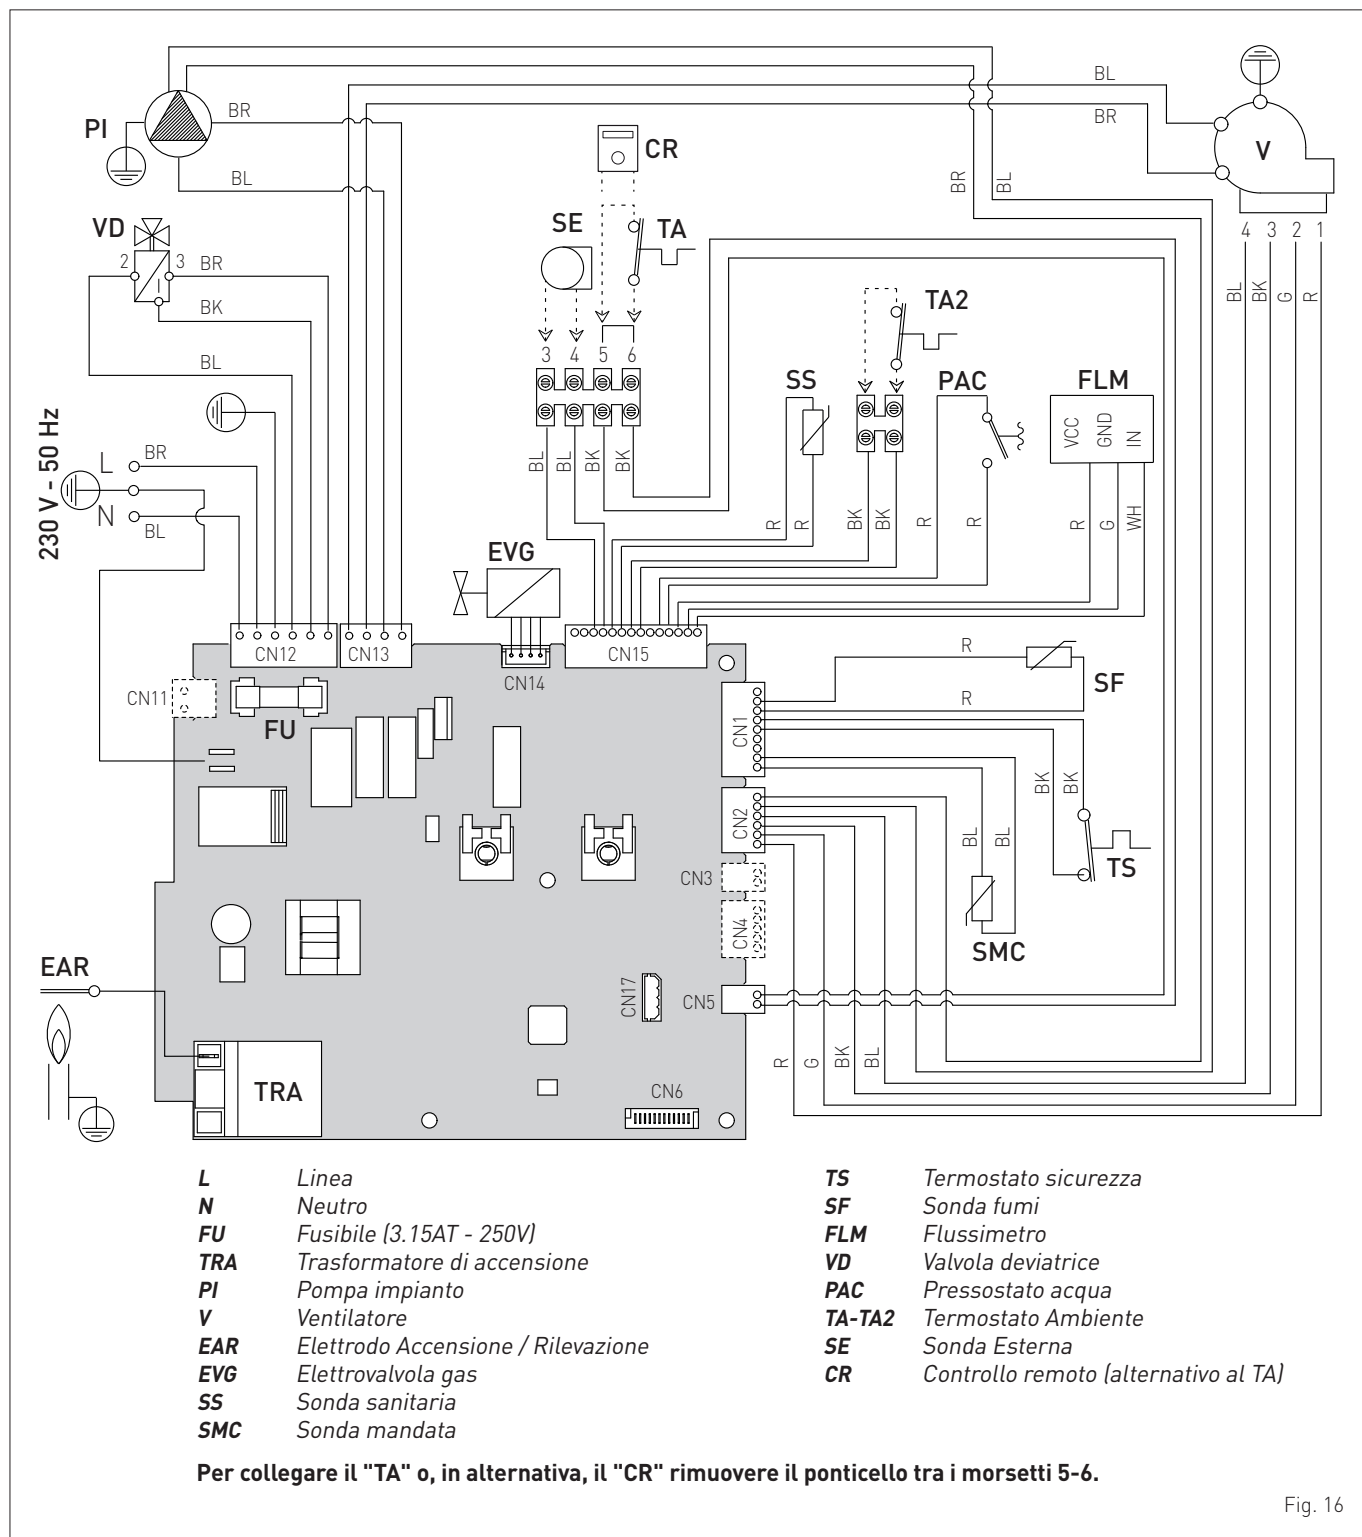 BL
BR
PI
BR
BL
CR
V
BR
BL
VD
SE
TA
4 3 2 1
2 3
BR
BK
BL
BK
G
R
TA2
BL
3 4 5 6
SS
PAC
FLM
VCC
GND
IN
230 V - 50 Hz
L
BR
N
BL
BL
BL
BK
BK
R
R
BK
BK
R
R
R
G
WH
EVG
CN12
CN13
CN14
CN15
CN11
FU
R
R
SF
CN1
BK
BK
CN2
BL
BL
TS
CN3
CN4
SMC
EAR
CN17
CN5
R
G
BK
BL
TRA
CN6
L Linea
N Neutro
FU Fusibile (3.15AT - 250V)
TRA Trasformatore di accensione
PI Pompa impianto
V Ventilatore
EAR Elettrodo Accensione / Rilevazione
EVG Elettrovalvola gas
SS Sonda sanitaria
SMC Sonda mandata
TS Termostato sicurezza
SF Sonda fumi
FLM Flussimetro
VD Valvola deviatrice
PAC Pressostato acqua
TA-TA2 Termostato Ambiente
SE Sonda Esterna
CR Controllo remoto (alternativo al TA)
Per collegare il "TA" o, in alternativa, il "CR" rimuovere il ponticello tra i morsetti 5-6.
Fig. 16